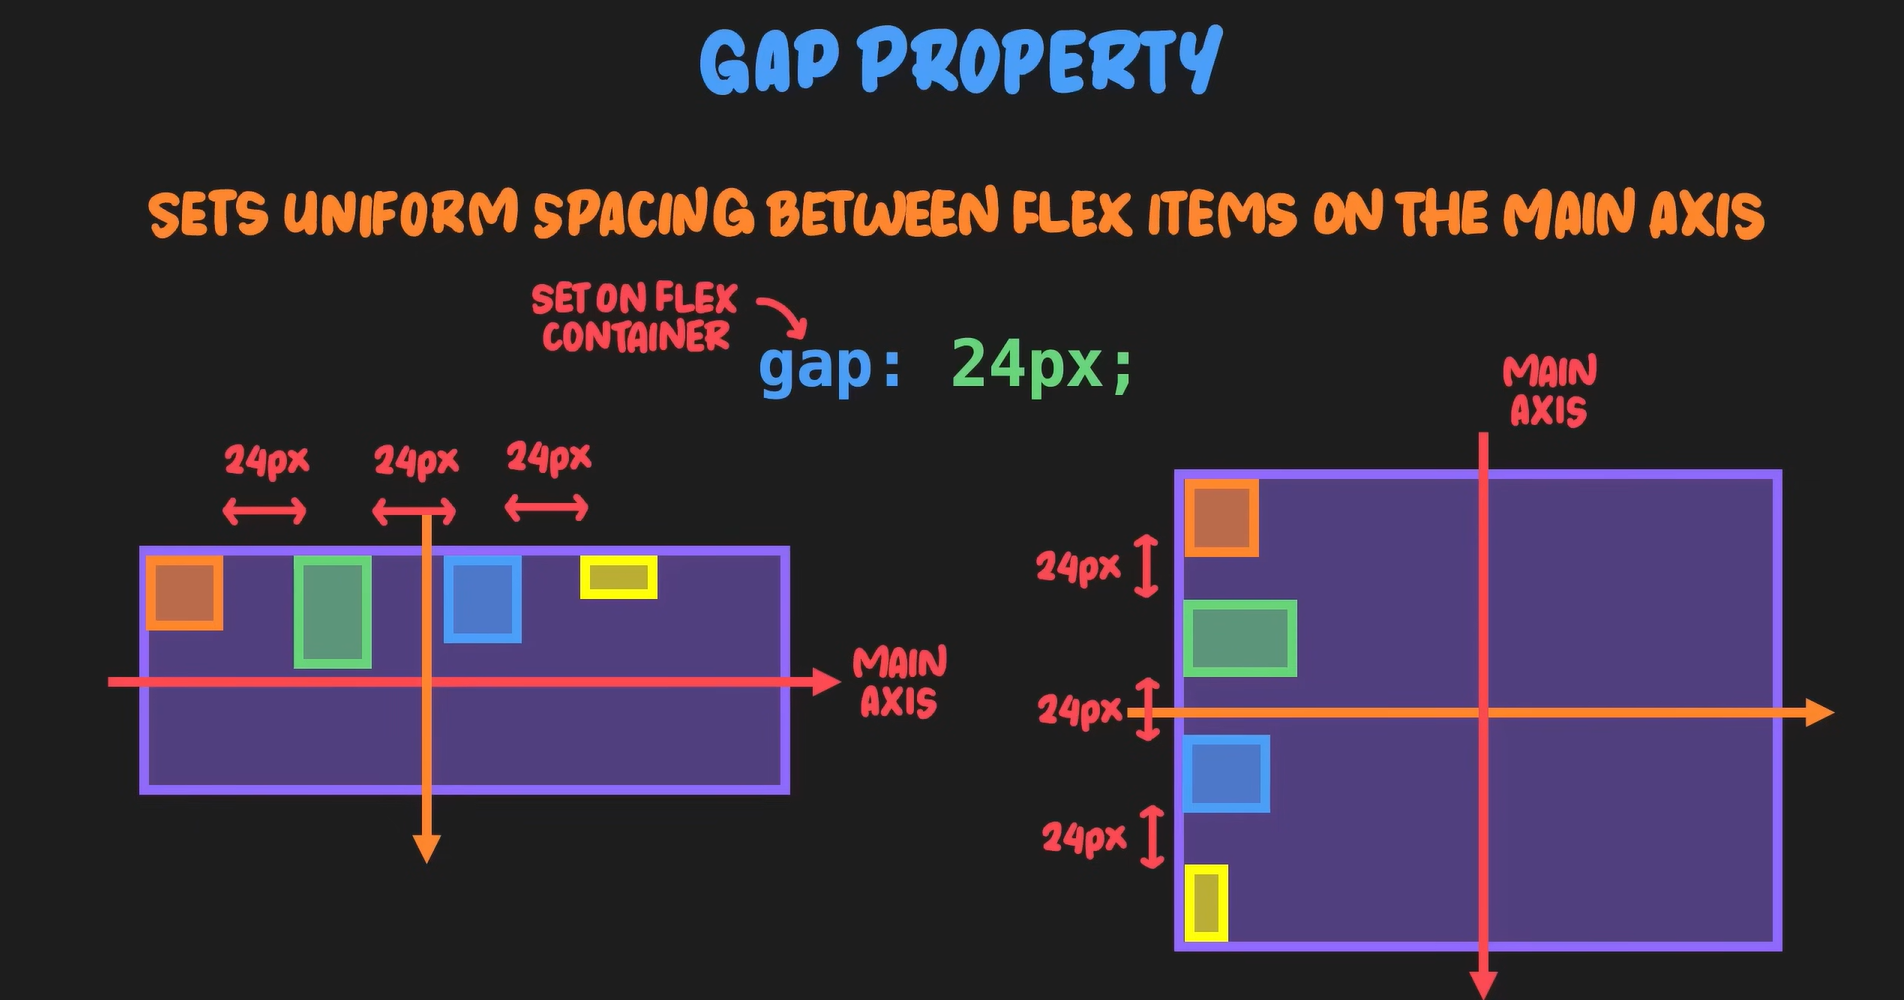 GAP PROPERTY
SETS UNIFORM SPACING BETWEEN FLEX ITEMS ON THE MAIN AXIS
SET ON FLEX
CONTAINER
gap: 24px;
24px
24px
24px
MAIN
AXIS
MAIN
AXIS
24px
24px
24px